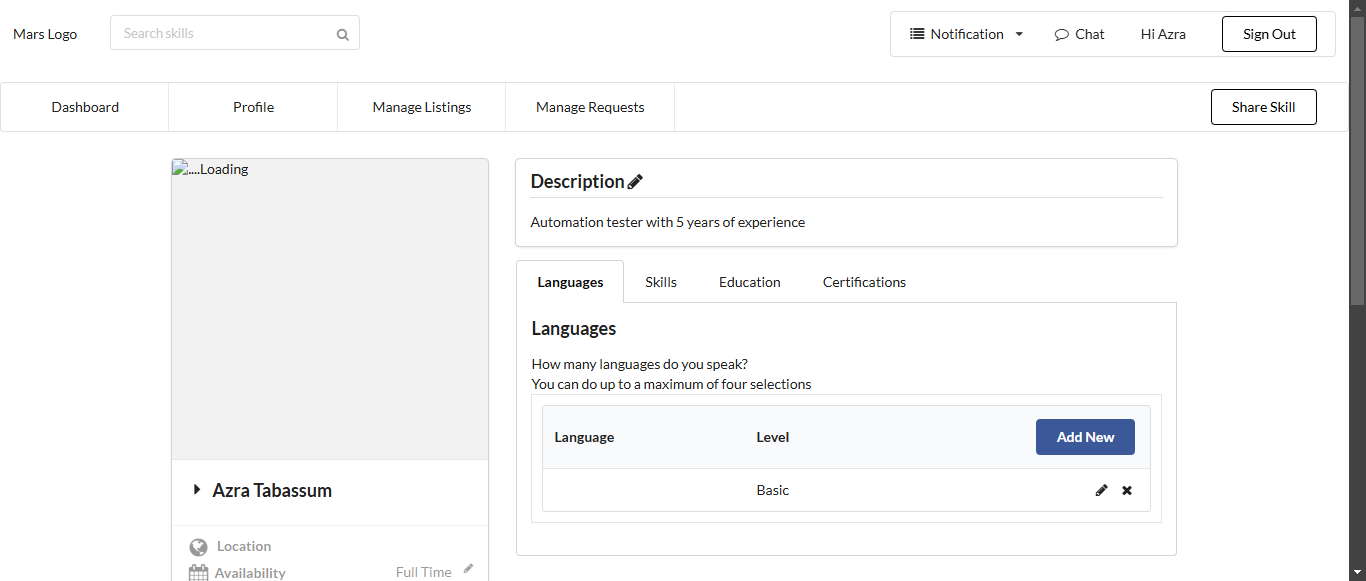 Mars Logo
Search skills
Notification
Chat
Hi Azra
Sign Out
Dashboard
Profile
Manage Listings
Manage Requests
Share Skill
....Loading
Azra Tabassum
Location
Availability
Full Time
Description
Automation tester with 5 years of experience
Languages
Skills
Education
Certifications
Languages
How many languages do you speak?
You can do up to a maximum of four selections
Language
Level
Add New
Basic